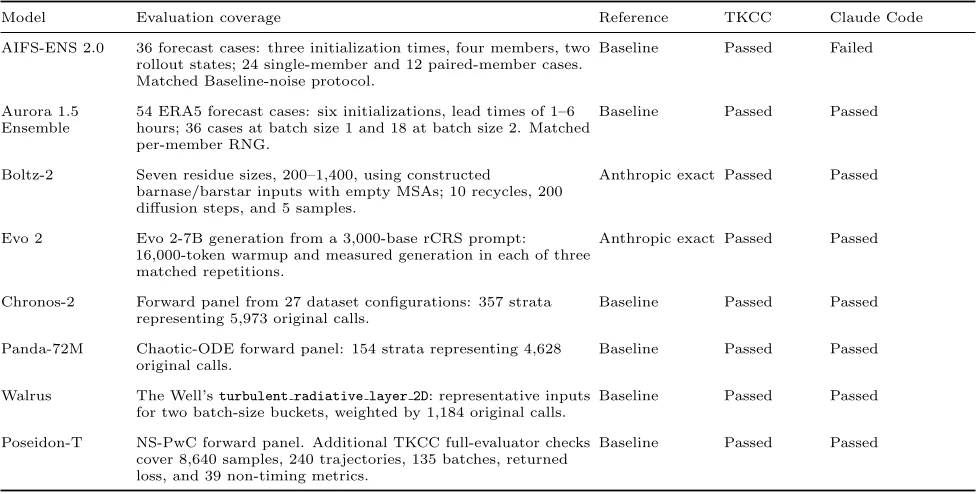 Model Evaluation coverage Reference TKCC Claude Code
AIFS-ENS 2.0 36 forecast cases: three initialization times, four members, two Baseline Passed Failed
rollout states; 24 single-member and 12 paired-member cases.
Matched Baseline-noise protocol.
Aurora 1.5 54 ERA5 forecast cases: six initializations, lead times of 1–6 Baseline Passed Passed
Ensemble hours; 36 cases at batch size 1 and 18 at batch size 2. Matched
per-member RNG.
Boltz-2 Seven residue sizes, 200–1,400, using constructed Anthropic exact Passed Passed
barnase/barstar inputs with empty MSAs; 10 recycles, 200
diffusion steps, and 5 samples.
Evo 2 Evo 2-7B generation from a 3,000-base rCRS prompt: Anthropic exact Passed Passed
16,000-token warmup and measured generation in each of three
matched repetitions.
Chronos-2 Forward panel from 27 dataset configurations: 357 strata Baseline Passed Passed
representing 5,973 original calls.
Panda-72M Chaotic-ODE forward panel: 154 strata representing 4,628 Baseline Passed Passed
original calls.
Walrus The Well's turbulent_radiative_layer_2D: representative inputs Baseline Passed Passed
for two batch-size buckets, weighted by 1,184 original calls.
Poseidon-T NS-PwC forward panel. Additional TKCC full-evaluator checks Baseline Passed Passed
cover 8,640 samples, 240 trajectories, 135 batches, returned
loss, and 39 non-timing metrics.